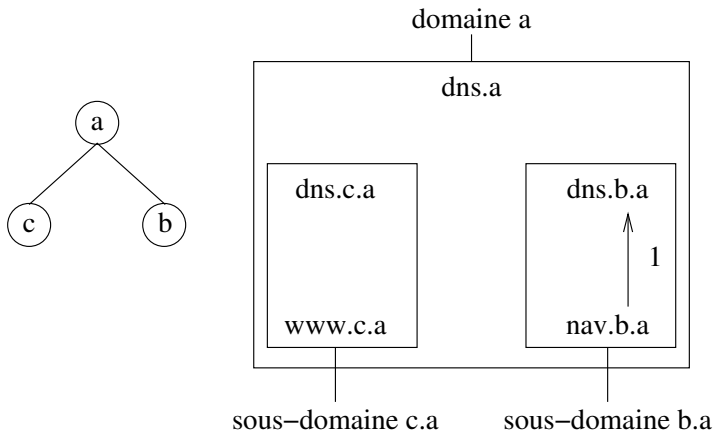 domaine a
dns.a
a
c
b
dns.c.a
dns.b.a
1
www.c.a
nav.b.a
sous-domaine c.a
sous-domaine b.a